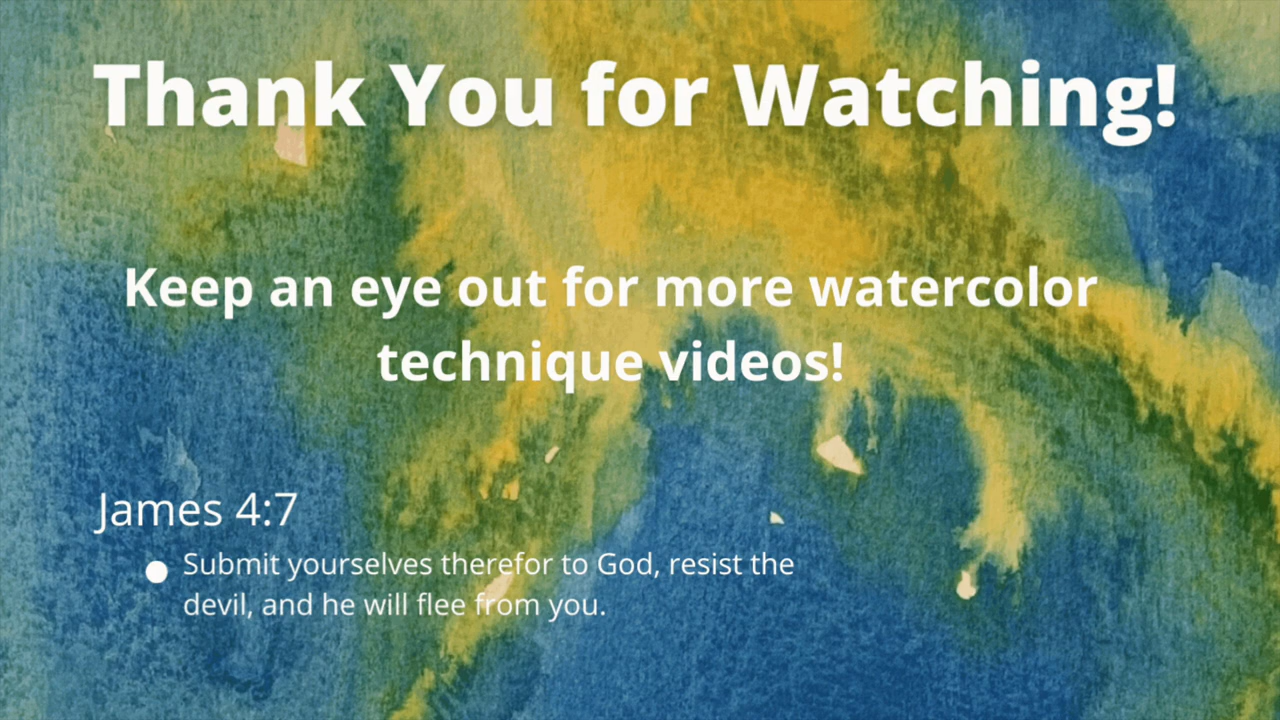 Thank You for Watching!
Keep an eye out for more watercolor
technique videos!
James 4:7
Submit yourselves therefor to God, resist the
devil, and he will flee from you.